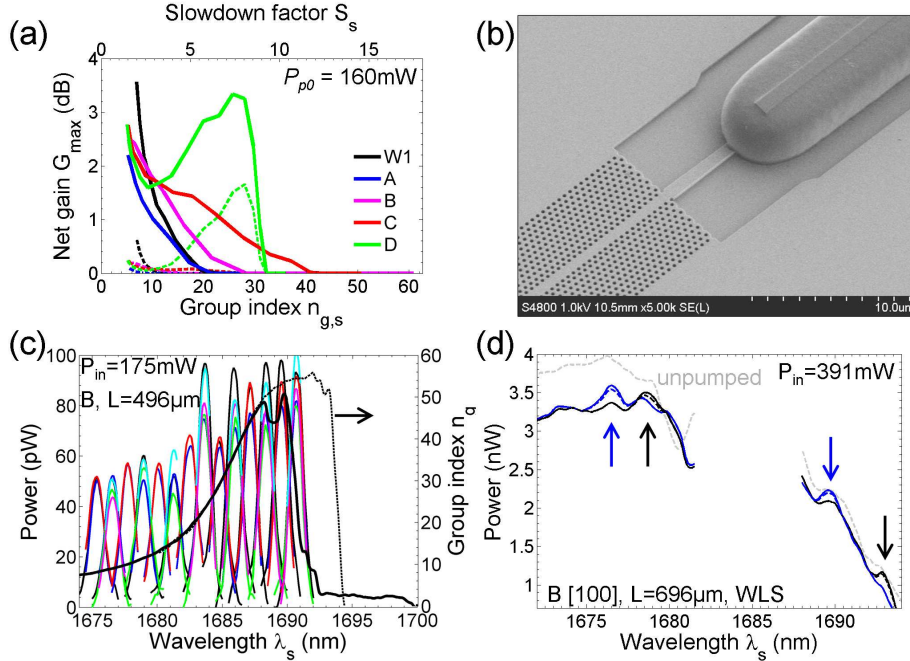 Slowdown factor S_s
(a)
0 5 10 15
P_p0 = 160mW
4
3
2
1
0
Net gain G_max (dB)
W1
A
B
C
D
0 10 20 30 40 50 60
Group index n_g,s
(b)
S4800 1.0kV 10.5mm x5.00k SE(L)
10.0um
(c)
P_in=175mW
B, L=496μm
100
80
60
40
20
0
Power (pW)
60
50
40
30
20
10
0
Group index n_g
1675 1680 1685 1690 1695 1700
Wavelength λ_s (nm)
(d)
unpumped
P_in=391mW
4
3.5
3
2.5
2
1.5
1
Power (nW)
B [100], L=696μm, WLS
1675 1680 1685 1690
Wavelength λ_s (nm)